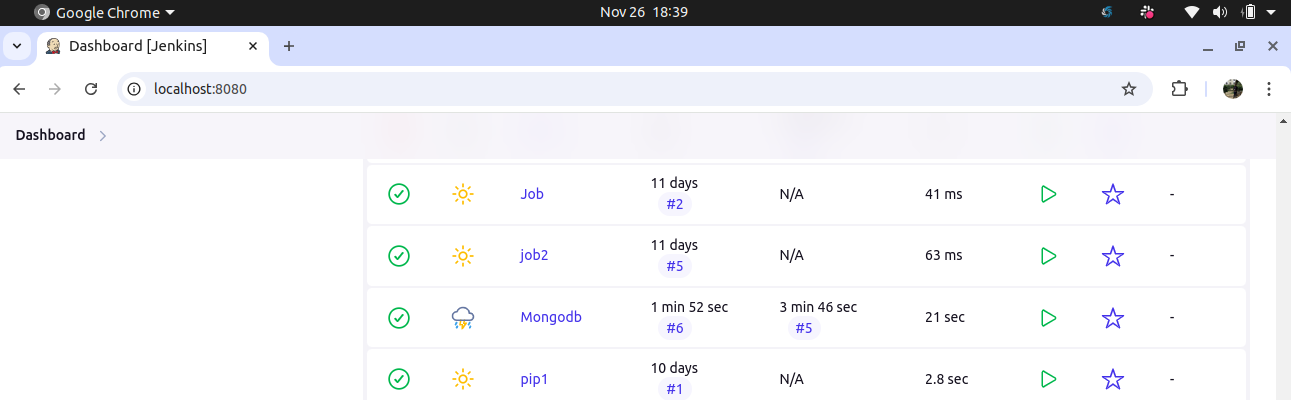 Google Chrome
Nov 26 18:39
Dashboard [Jenkins]
localhost:8080
Dashboard
Job 11 days N/A 41 ms -
#2
job2 11 days N/A 63 ms -
#5
Mongodb 1 min 52 sec 3 min 46 sec 21 sec -
#6 #5
pip1 10 days N/A 2.8 sec -
#1